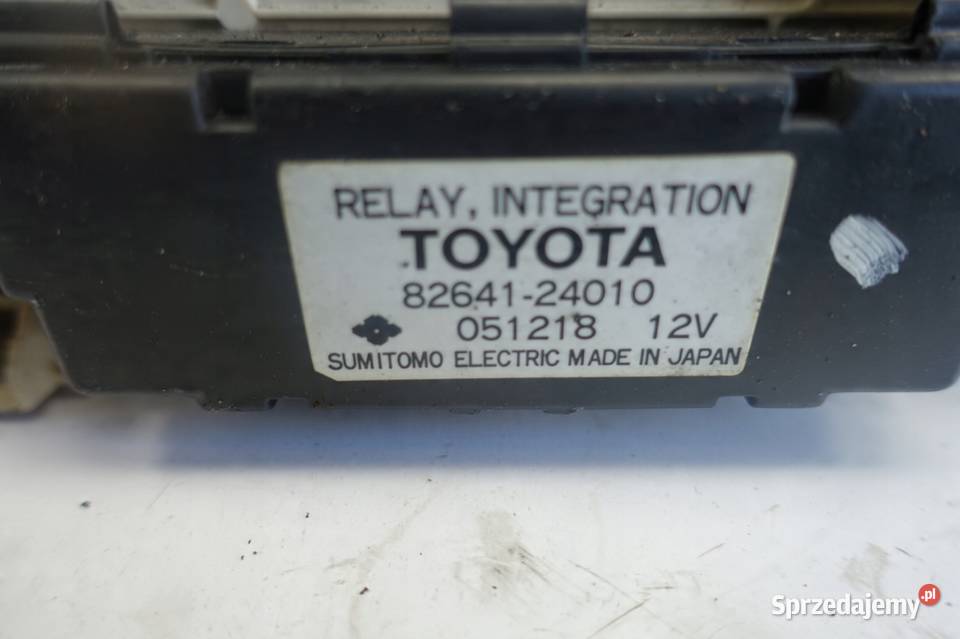 RELAY, INTEGRATION
TOYOTA
82641-24010
051218 12V
SUMITOMO ELECTRIC MADE IN JAPAN
Sprzedajemy.pl